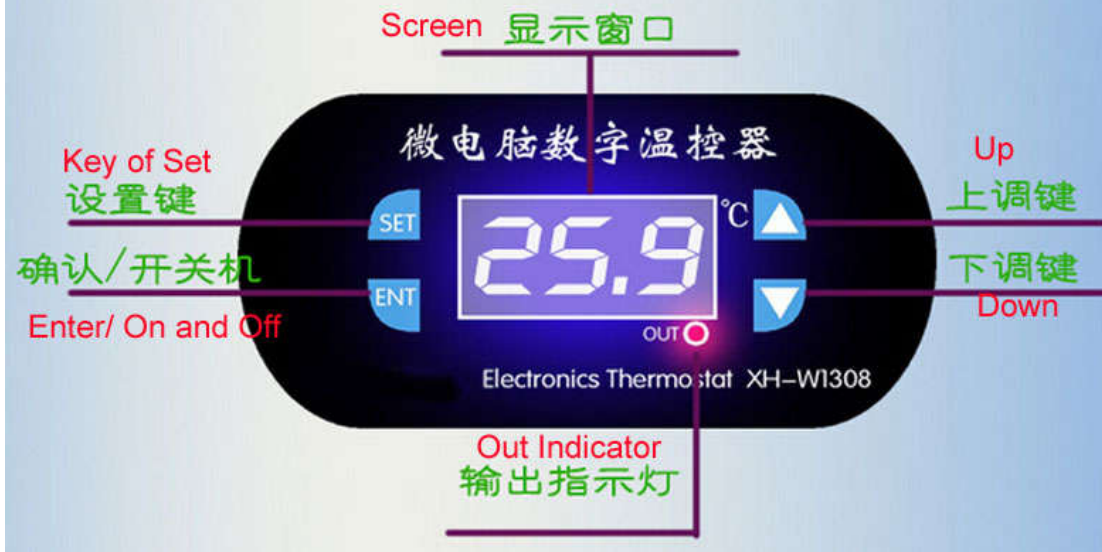 Screen 显示窗口
微电脑数字温控器
Key of Set
设置键
SET
25.9
℃
Up
上调键
确认/开关机
ENT
Enter/ On and Off
下调键
Down
OUT
Electronics Thermostat XH-W1308
Out Indicator
输出指示灯